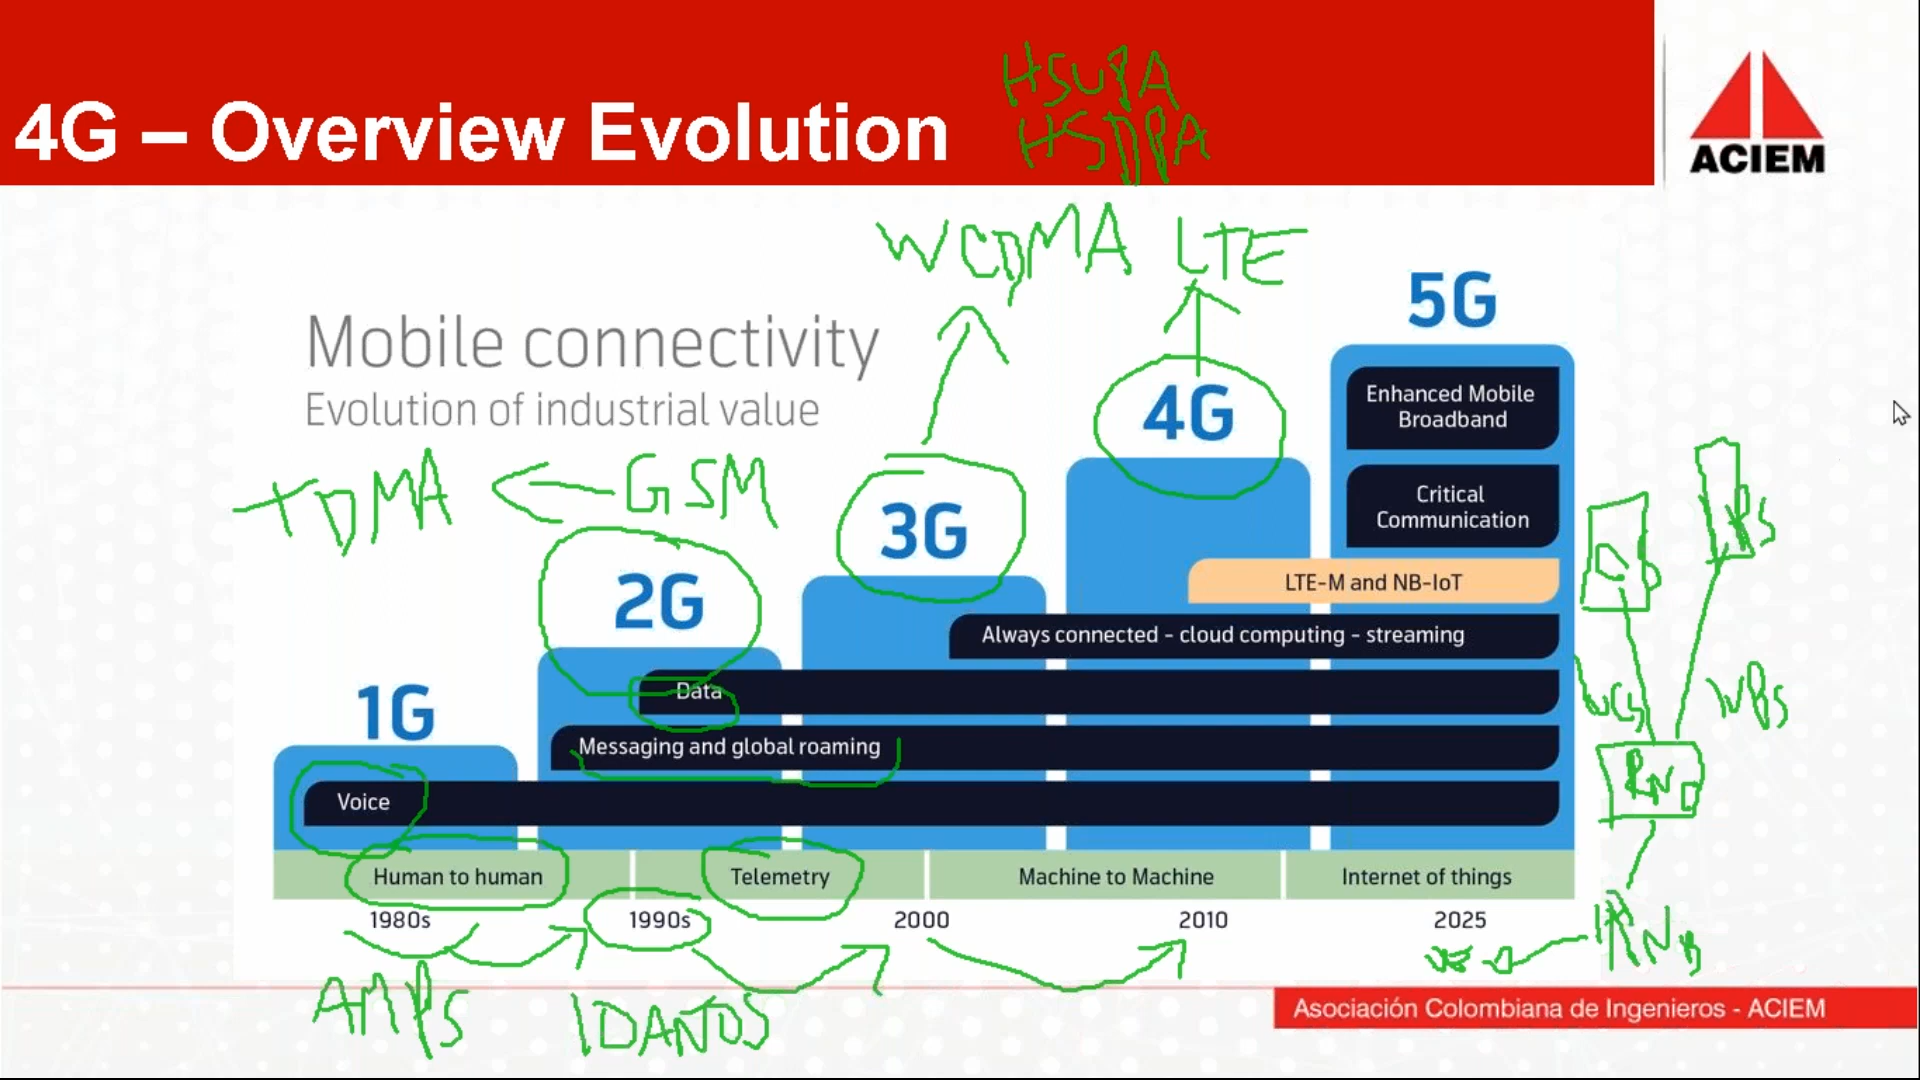 HSUPA
HSDPA
4G – Overview Evolution
ACIEM
WCDMA LTE
5G
Mobile connectivity
Evolution of industrial value
4G
Enhanced Mobile
Broadband
TDMA
GSM
3G
Critical
Communication
2G
LTE-M and NB-IoT
Always connected - cloud computing - streaming
1G
Data
Messaging and global roaming
Voice
RNC
Human to human
Telemetry
Machine to Machine
Internet of things
1980s
1990s
2000
2010
2025
AMPS
10 AÑOS
Asociación Colombiana de Ingenieros - ACIEM